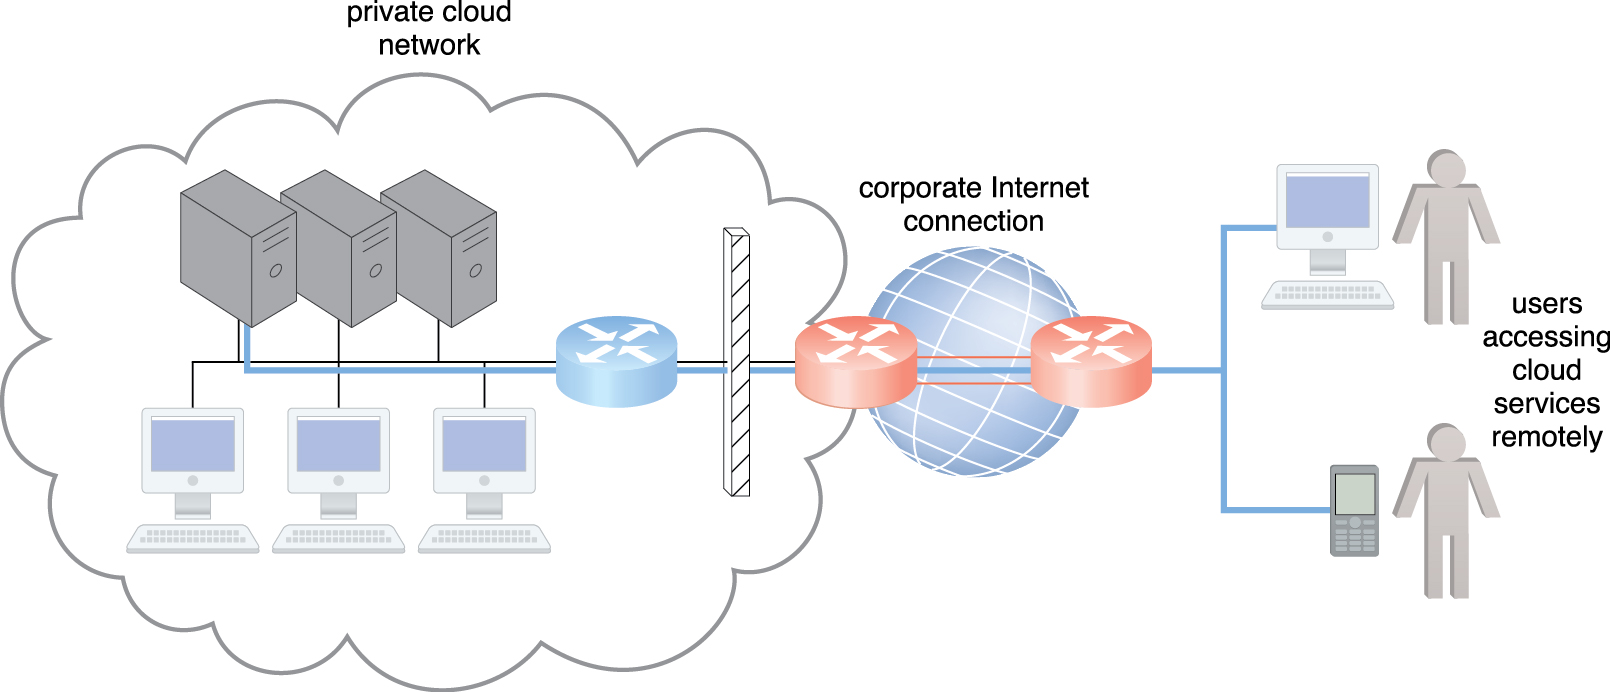 private cloud
network
corporate Internet
connection
users
accessing
cloud
services
remotely